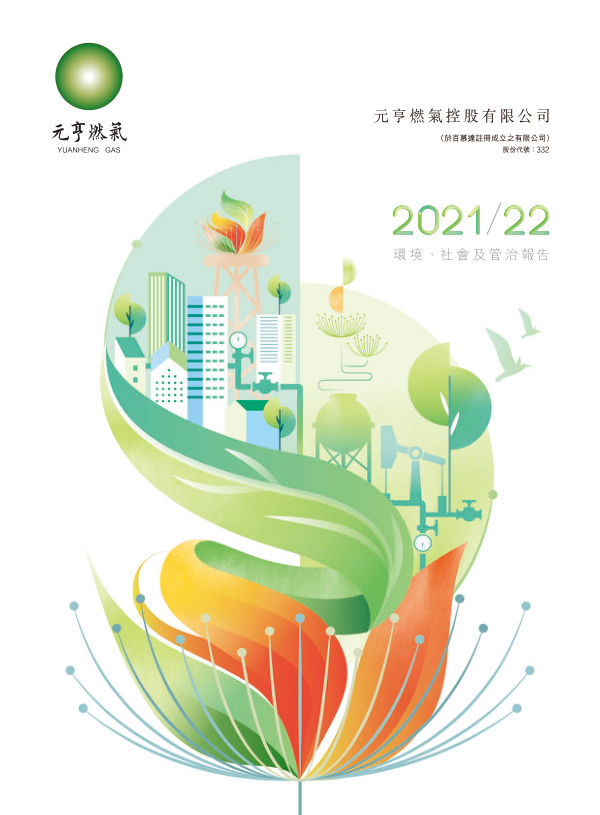 元亨燃氣
YUANHENG GAS
元亨燃氣控股有限公司
（於百慕達註冊成立之有限公司）
股份代號：332
2021/22
環境、社會及管治報告